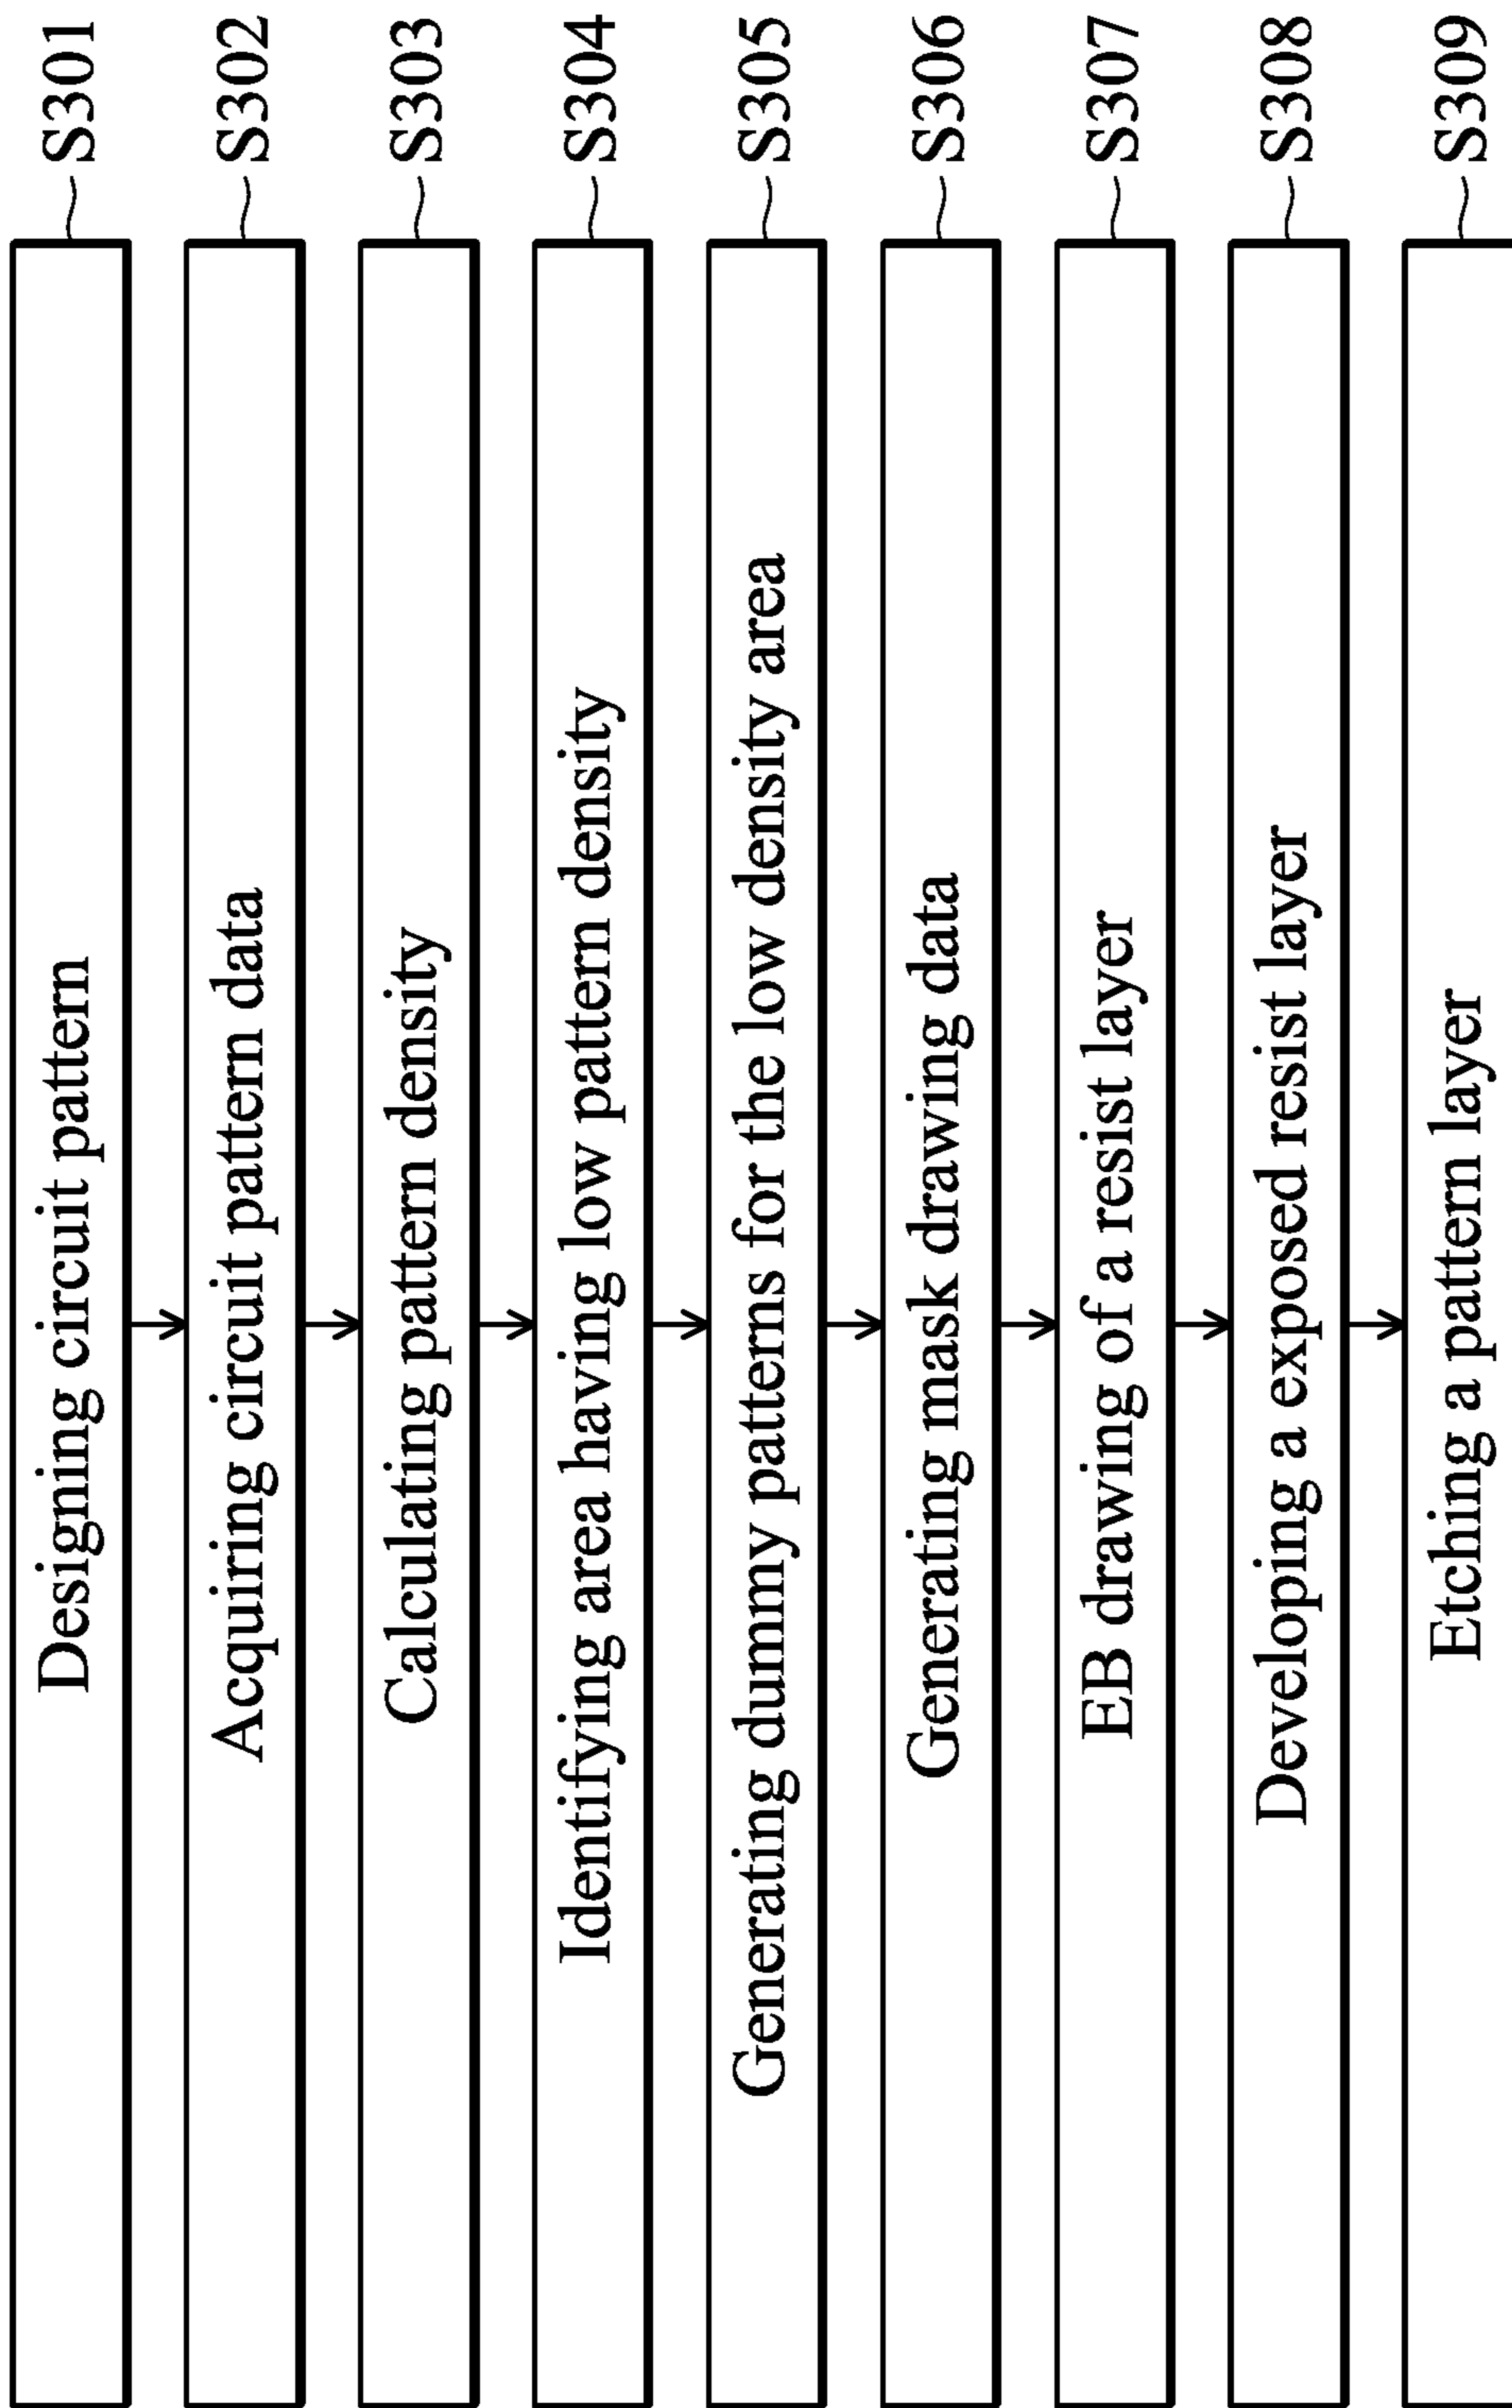 Designing circuit pattern S301
Acquiring circuit pattern data S302
Calculating pattern density S303
Identifying area having low pattern density S304
Generating dummy patterns for the low density area S305
Generating mask drawing data S306
EB drawing of a resist layer S307
Developing a exposed resist layer S308
Etching a pattern layer S309